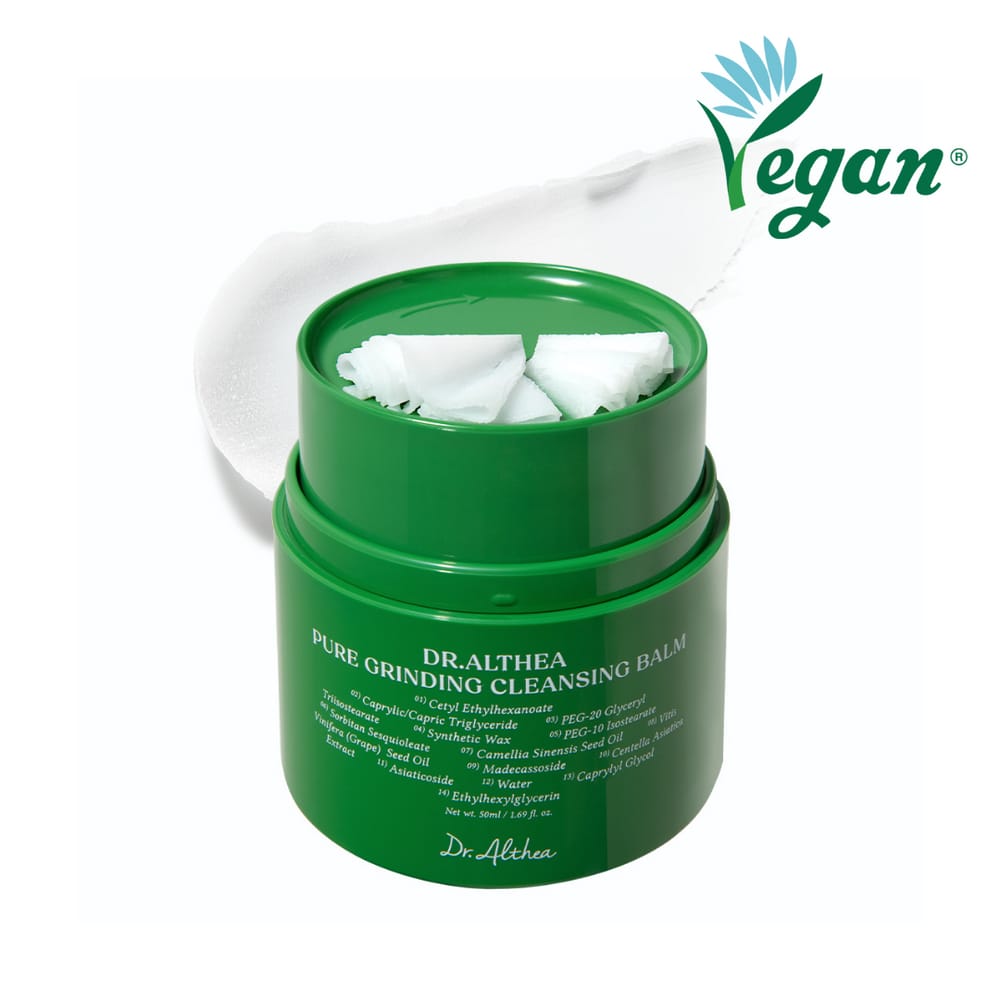 Vegan®
DR.ALTHEA
PURE GRINDING CLEANSING BALM
01) Cetyl Ethylhexanoate
02) Caprylic/Capric Triglyceride 03) PEG-20 Glyceryl
Triisostearate 04) Synthetic Wax 05) PEG-10 Isostearate
06) Sorbitan Sesquioleate 07) Camellia Sinensis Seed Oil 08) Vitis
Vinifera (Grape) Seed Oil 09) Madecassoside 10) Centella Asiatica
Extract 11) Asiaticoside 12) Water 13) Caprylyl Glycol
14) Ethylhexylglycerin
Net wt. 50ml / 1.69 fl. oz.
Dr. Althea